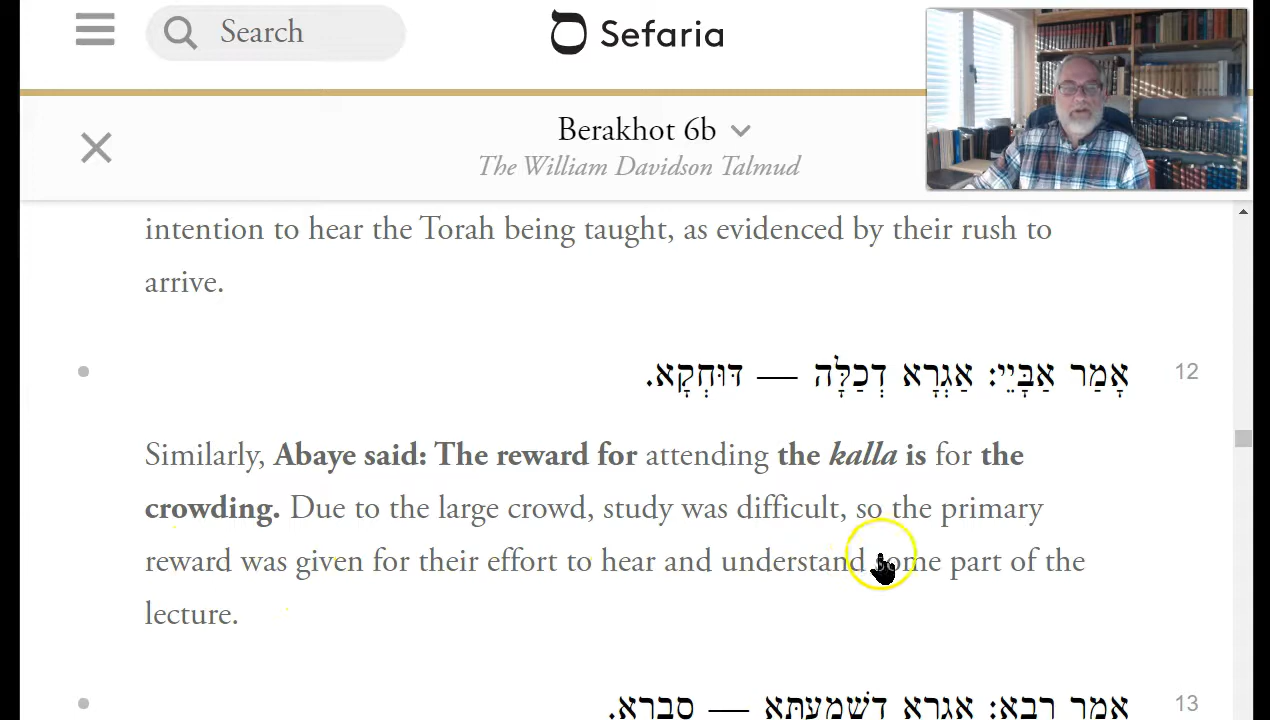 Search
Sefaria
Berakhot 6b
The William Davidson Talmud
intention to hear the Torah being taught, as evidenced by their rush to
arrive.
אָמַר אַבָּיֵי: אַגְרָא דְכַלָּה — דּוּחְקָא.
12
Similarly, Abaye said: The reward for attending the kalla is for the
crowding. Due to the large crowd, study was difficult, so the primary
reward was given for their effort to hear and understand some part of the
lecture.
אָמַר רָבָא: אַגְרָא דִשְׁמַעְתָּא — סְבָרָא.
13